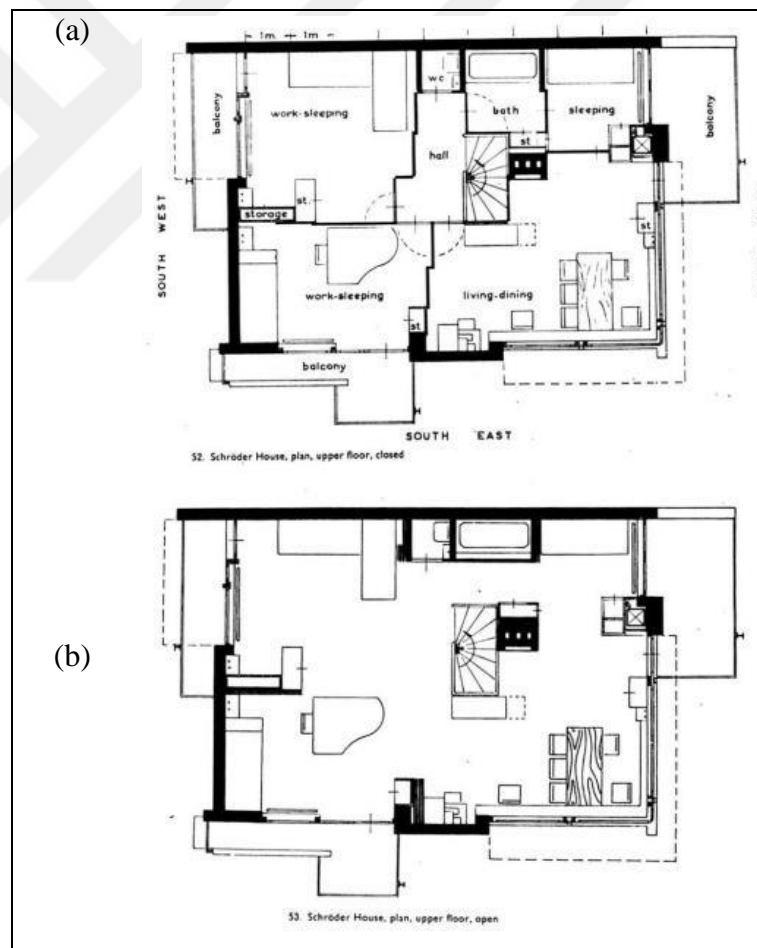 (a)
1m 1m
wc
balcony
work-sleeping
bath
sleeping
balcony
st
hall
st.
storage
SOUTH WEST
st
work-sleeping
living-dining
st
balcony
SOUTH EAST
52. Schröder House, plan, upper floor, closed
(b)
53. Schröder House, plan, upper floor, open